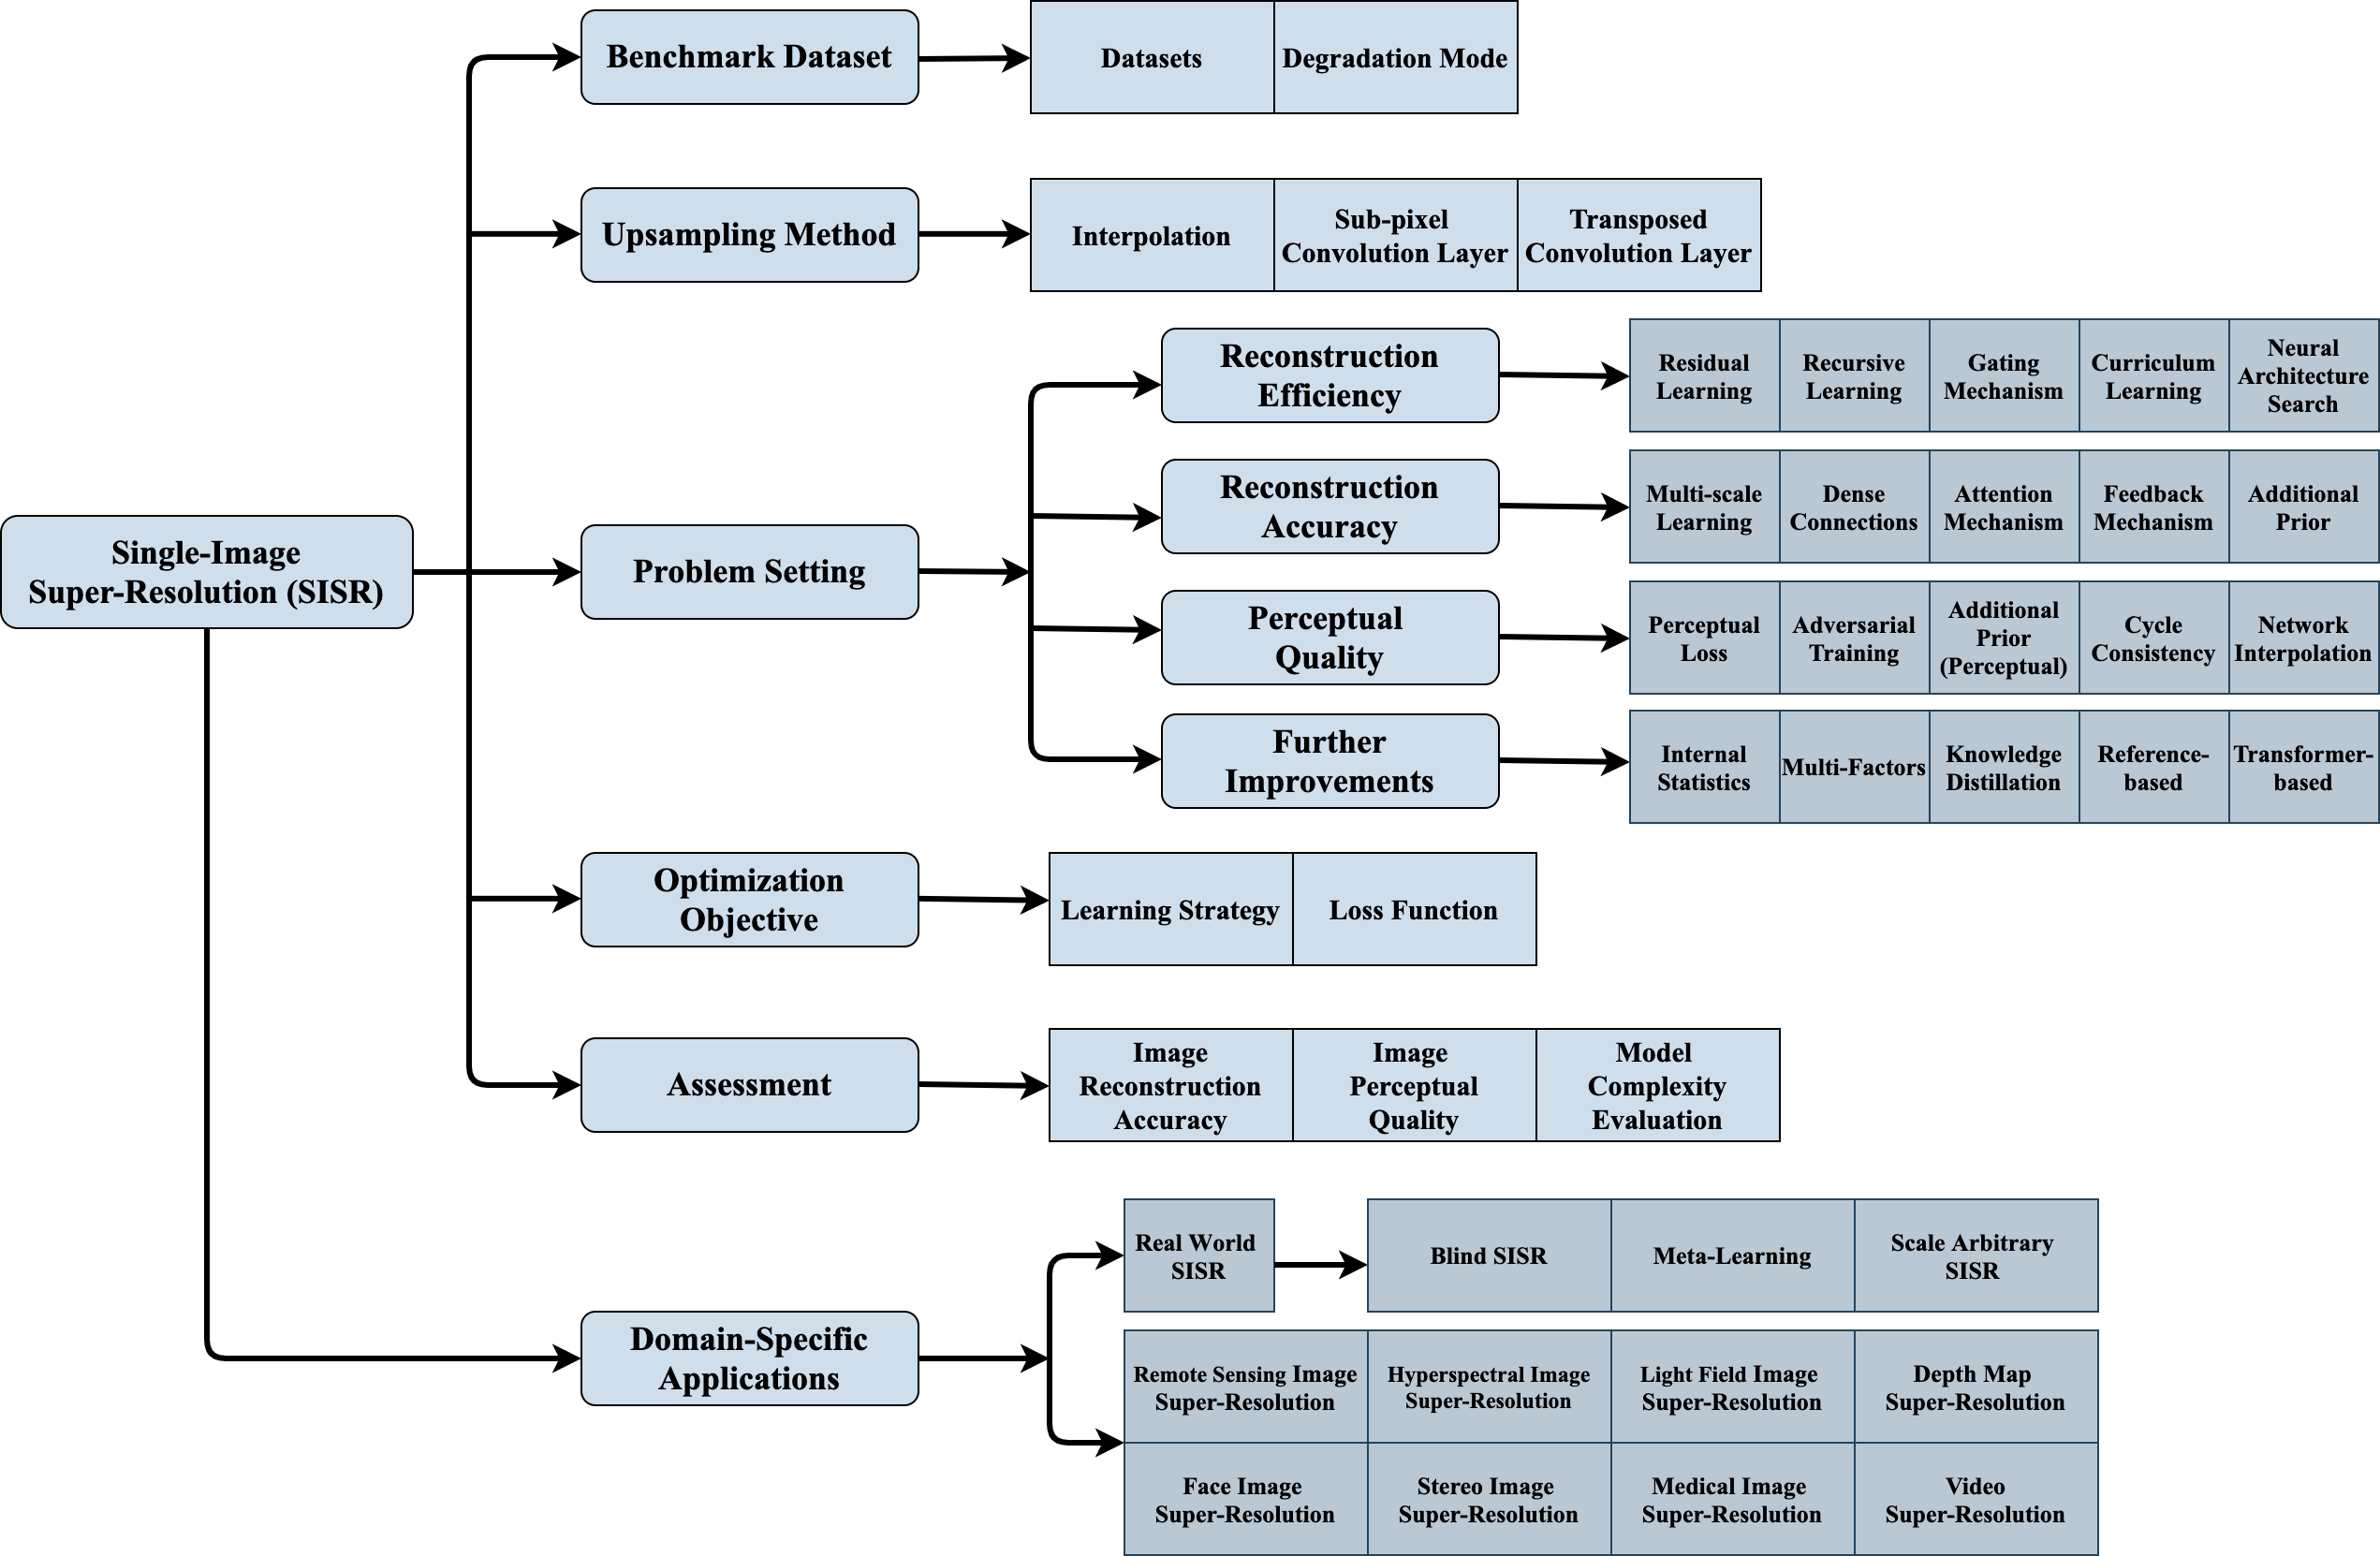 Benchmark Dataset
Datasets
Degradation Mode
Upsampling Method
Interpolation
Sub-pixel
Convolution Layer
Transposed
Convolution Layer
Single-Image
Super-Resolution (SISR)
Problem Setting
Reconstruction
Efficiency
Residual
Learning
Recursive
Learning
Gating
Mechanism
Curriculum
Learning
Neural
Architecture
Search
Reconstruction
Accuracy
Multi-scale
Learning
Dense
Connections
Attention
Mechanism
Feedback
Mechanism
Additional
Prior
Perceptual
Quality
Perceptual
Loss
Adversarial
Training
Additional
Prior
(Perceptual)
Cycle
Consistency
Network
Interpolation
Further
Improvements
Internal
Statistics
Multi-Factors
Knowledge
Distillation
Reference-
based
Transformer-
based
Optimization
Objective
Learning Strategy
Loss Function
Assessment
Image
Reconstruction
Accuracy
Image
Perceptual
Quality
Model
Complexity
Evaluation
Domain-Specific
Applications
Real World
SISR
Blind SISR
Meta-Learning
Scale Arbitrary
SISR
Remote Sensing Image
Super-Resolution
Hyperspectral Image
Super-Resolution
Light Field Image
Super-Resolution
Depth Map
Super-Resolution
Face Image
Super-Resolution
Stereo Image
Super-Resolution
Medical Image
Super-Resolution
Video
Super-Resolution